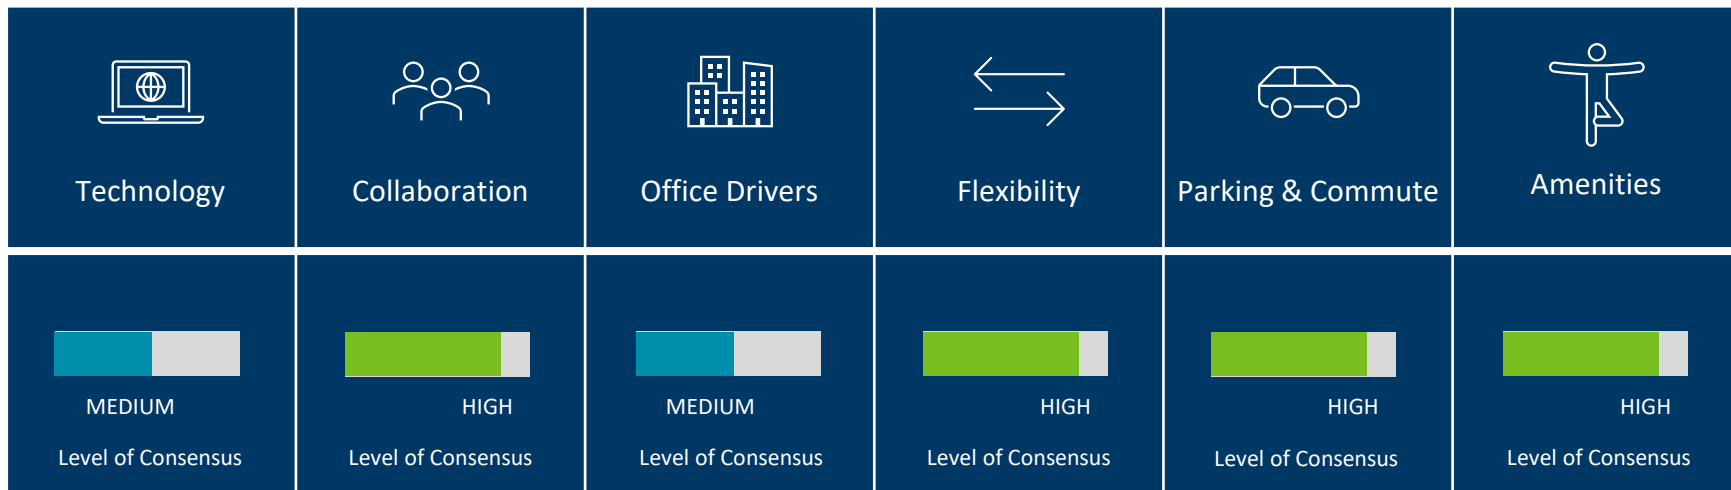 Technology
Collaboration
Office Drivers
Flexibility
Parking & Commute
Amenities
MEDIUM
HIGH
MEDIUM
HIGH
HIGH
HIGH
Level of Consensus
Level of Consensus
Level of Consensus
Level of Consensus
Level of Consensus
Level of Consensus